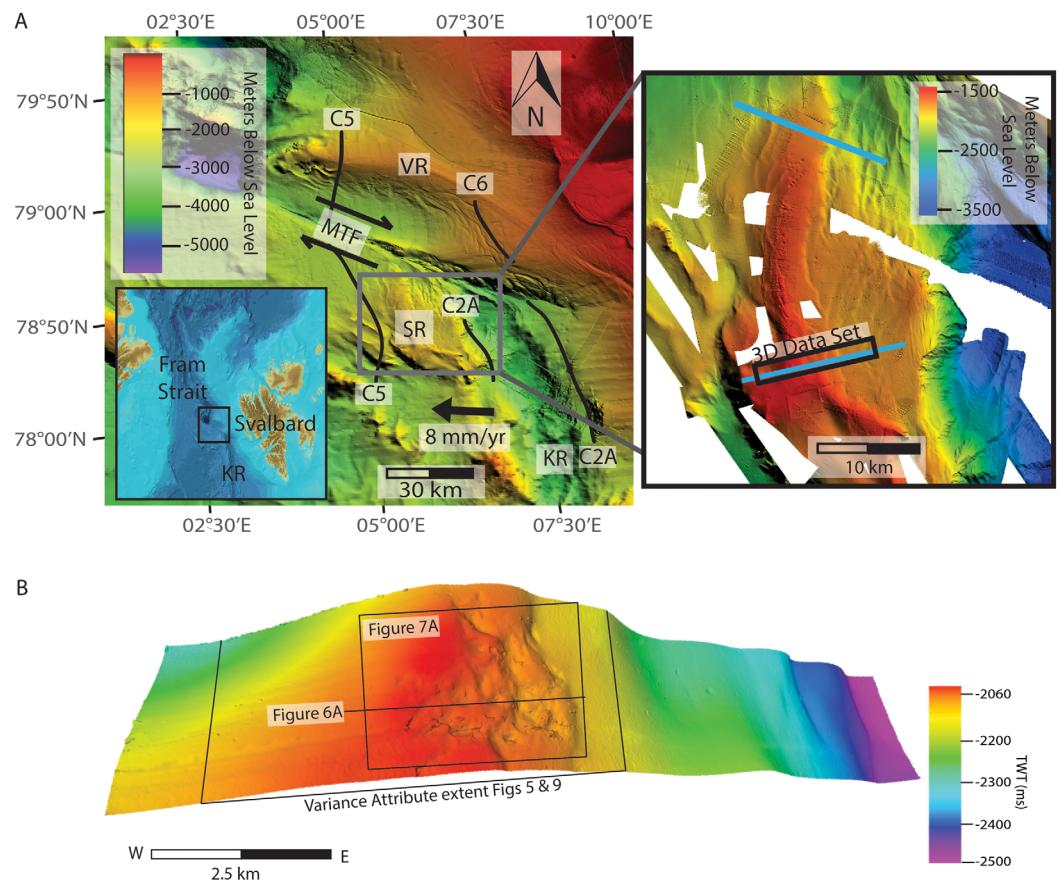 A
02°30′E
05°00′E
07°30′E
10°00′E
79°50′N
79°00′N
78°50′N
78°00′N
02°30′E
05°00′E
07°30′E
-1000
-2000
-3000
-4000
-5000
Meters Below Sea Level
N
C5
VR
C6
MTF
C2A
SR
C5
8 mm/yr
KR
C2A
30 km
Fram
Strait
Svalbard
KR
-1500
-2500
-3500
Meters Below
Sea Level
3D Data Set
10 km
B
Figure 7A
Figure 6A
Variance Attribute extent Figs 5 & 9
W
E
2.5 km
-2060
-2200
-2300
-2400
-2500
TWT (ms)